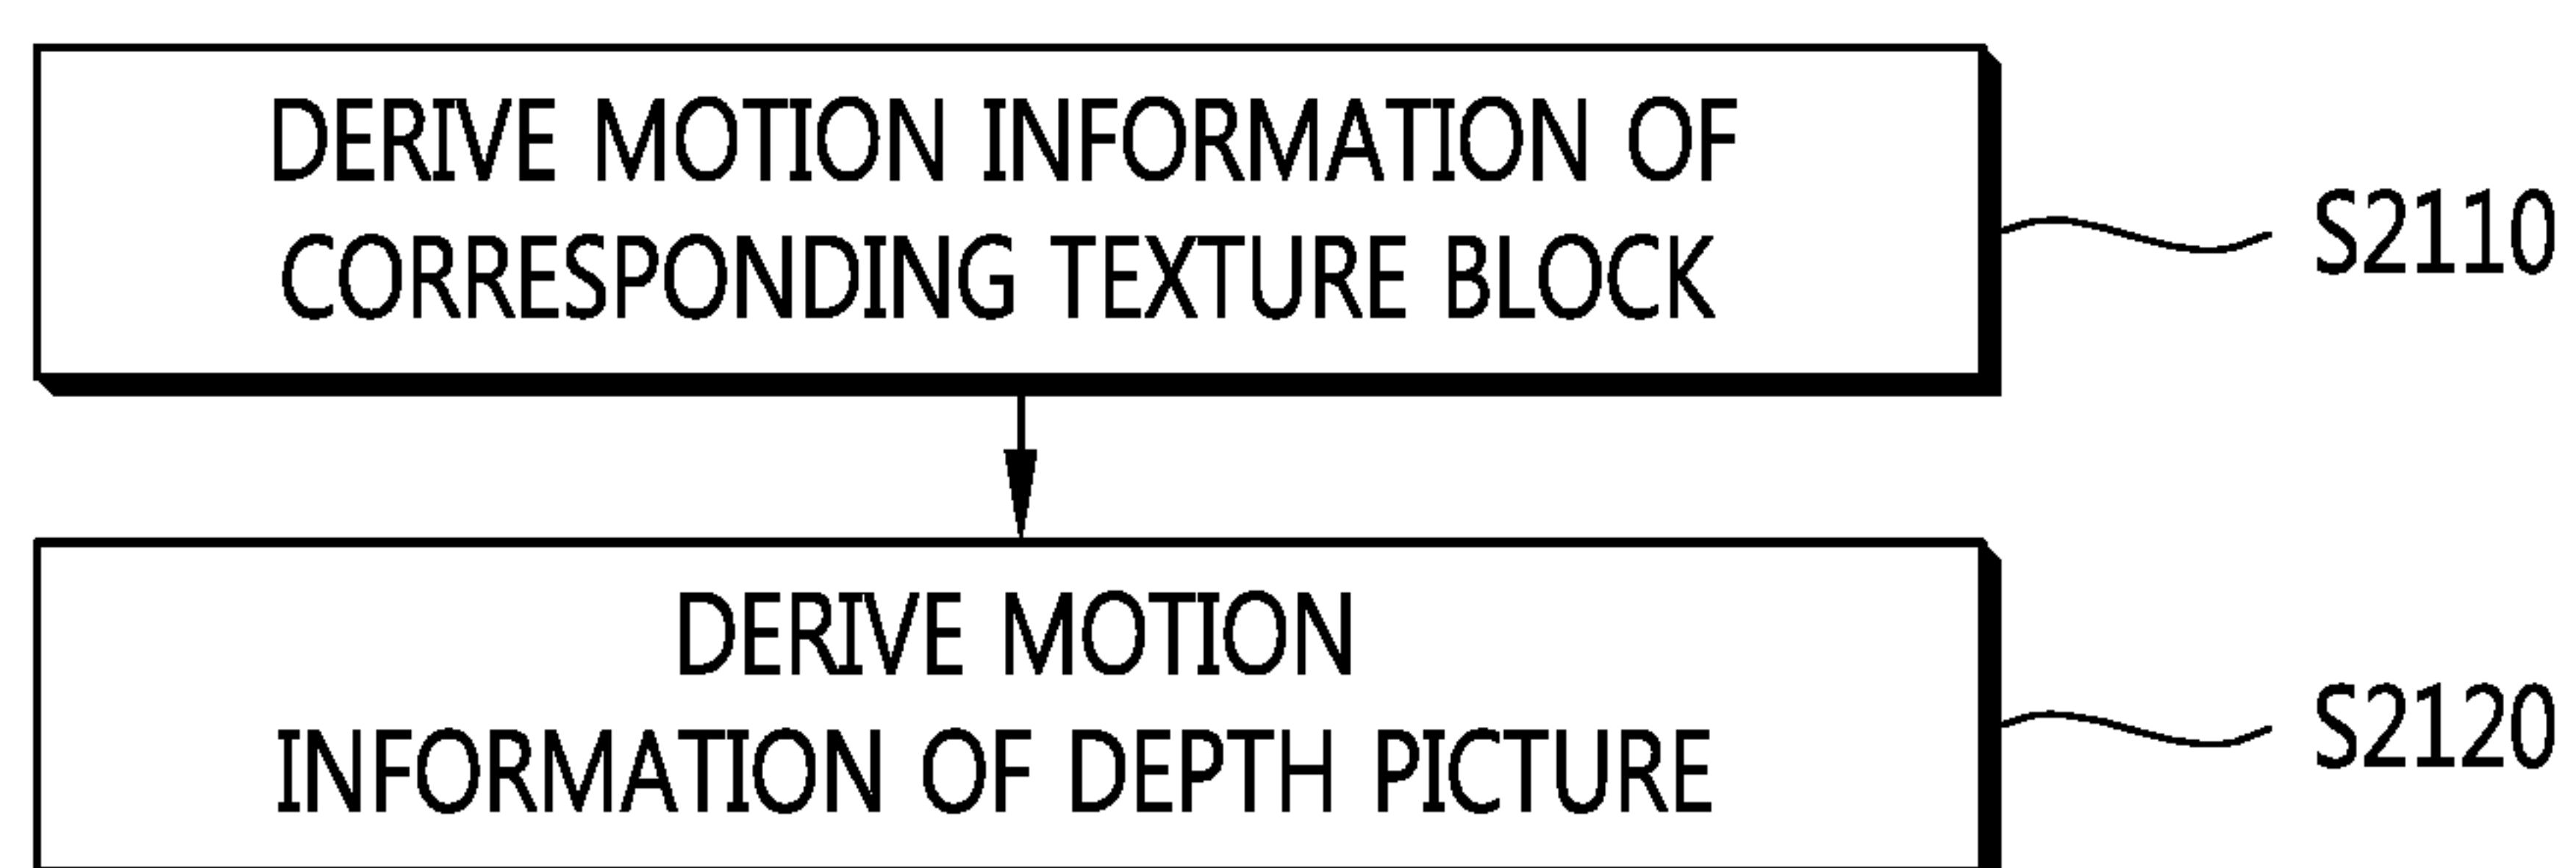 DERIVE MOTION INFORMATION OF
CORRESPONDING TEXTURE BLOCK
S2110
DERIVE MOTION
INFORMATION OF DEPTH PICTURE
S2120